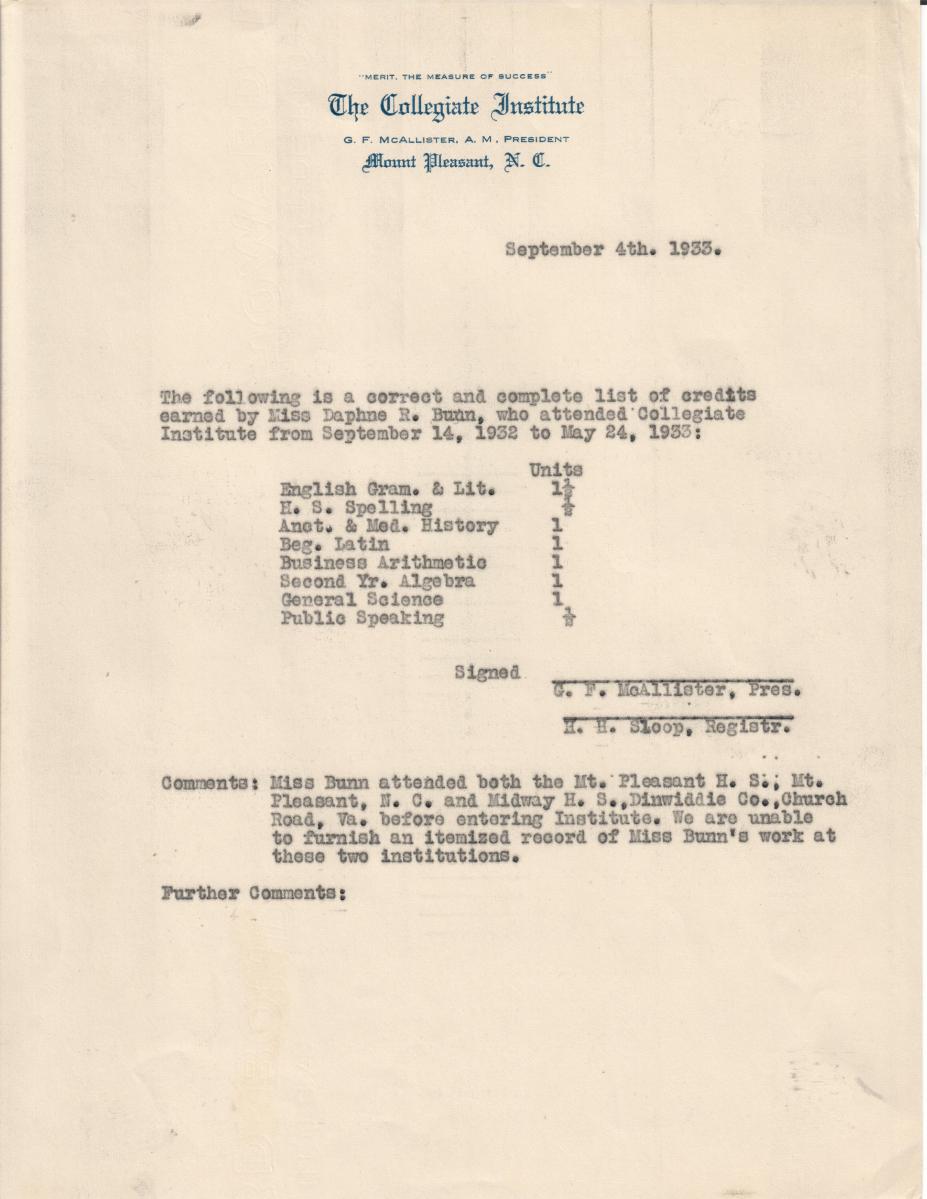 "MERIT, THE MEASURE OF SUCCESS"
The Collegiate Institute
G. F. MCALLISTER, A. M., PRESIDENT
Mount Pleasant, N. C.
September 4th. 1933.
The following is a correct and complete list of credits
earned by Miss Daphne R. Bunn, who attended Collegiate
Institute from September 14, 1932 to May 24, 1933:
Units
English Gram. & Lit. 1½
H. S. Spelling ½
Anct. & Med. History 1
Beg. Latin 1
Business Arithmetic 1
Second Yr. Algebra 1
General Science 1
Public Speaking ½
Signed
G. F. McAllister, Pres.
H. H. Sloop, Registr.
Comments: Miss Bunn attended both the Mt. Pleasant H. S., Mt.
Pleasant, N. C. and Midway H. S.,Dinwiddie Co.,Church
Road, Va. before entering Institute. We are unable
to furnish an itemized record of Miss Bunn's work at
these two institutions.
Further Comments: